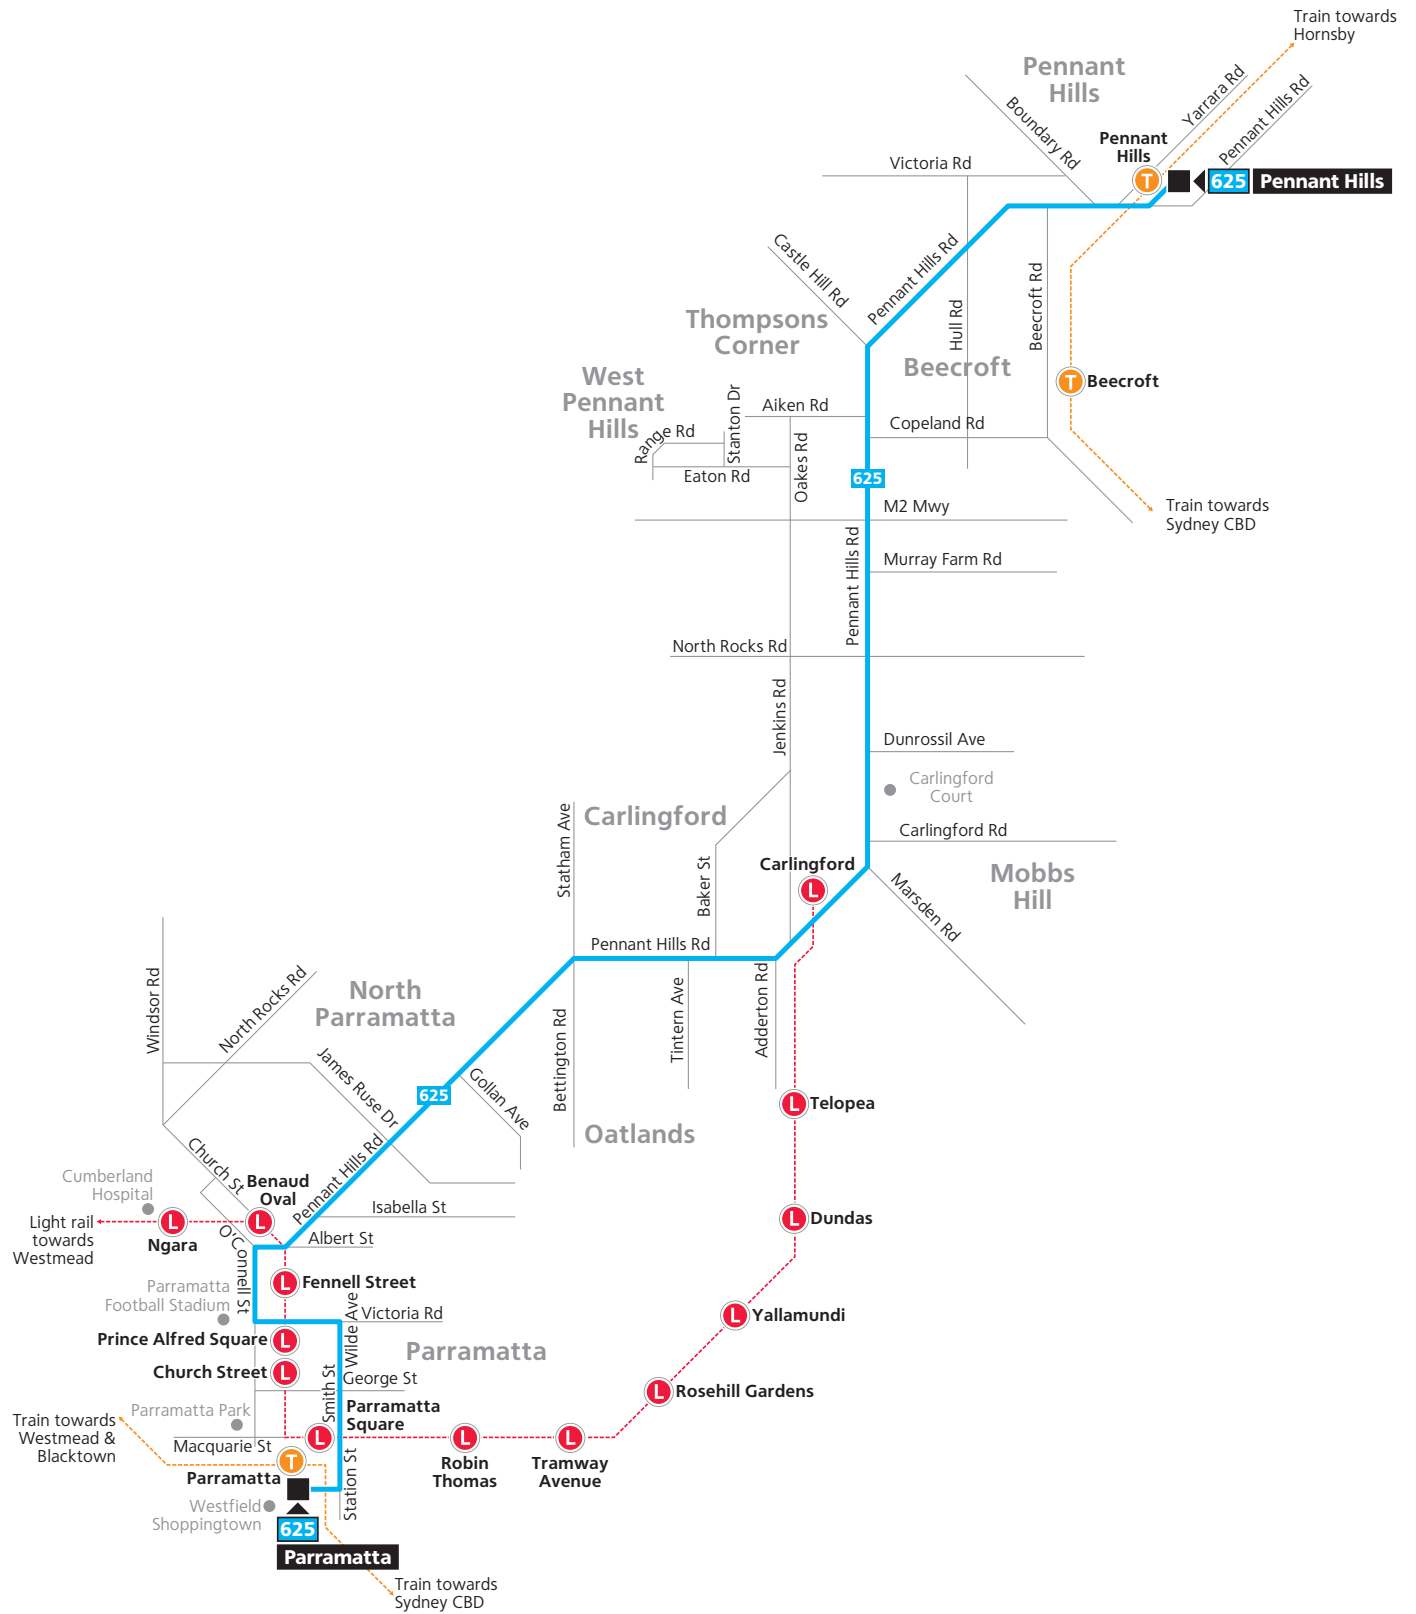 Train towards
Hornsby
Pennant
Hills
Yarrara Rd
Pennant Hills Rd
Boundary Rd
Pennant
Hills
T
625
Pennant Hills
Victoria Rd
Castle Hill Rd
Pennant Hills Rd
Hull Rd
Beecroft Rd
Thompsons
Corner
Beecroft
T
Beecroft
West
Pennant
Hills
Stanton Dr
Aiken Rd
Range Rd
Copeland Rd
Oakes Rd
Eaton Rd
625
M2 Mwy
Train towards
Sydney CBD
Pennant Hills Rd
Murray Farm Rd
North Rocks Rd
Jenkins Rd
Dunrossil Ave
Carlingford
Court
Carlingford
Statham Ave
Carlingford Rd
Baker St
Carlingford
L
Mobbs
Hill
Marsden Rd
Pennant Hills Rd
Windsor Rd
North Rocks Rd
North
Parramatta
Tintern Ave
Adderton Rd
Bettington Rd
James Ruse Dr
625
Gollan Ave
L
Telopea
Oatlands
Pennant Hills Rd
Church St
Cumberland
Hospital
Benaud
Oval
Isabella St
L
Dundas
Light rail
towards
Westmead
L
Ngara
L
O'Connell St
Albert St
Parramatta
Football Stadium
L
Fennell Street
Wilde Ave
Victoria Rd
L
Yallamundi
Prince Alfred Square
L
Parramatta
Church Street
L
Smith St
George St
L
Rosehill Gardens
Parramatta Park
Parramatta
Square
Train towards
Westmead &
Blacktown
Macquarie St
L
L
Robin
Thomas
L
Tramway
Avenue
T
Parramatta
Station St
Westfield
Shoppingtown
625
Parramatta
Train towards
Sydney CBD